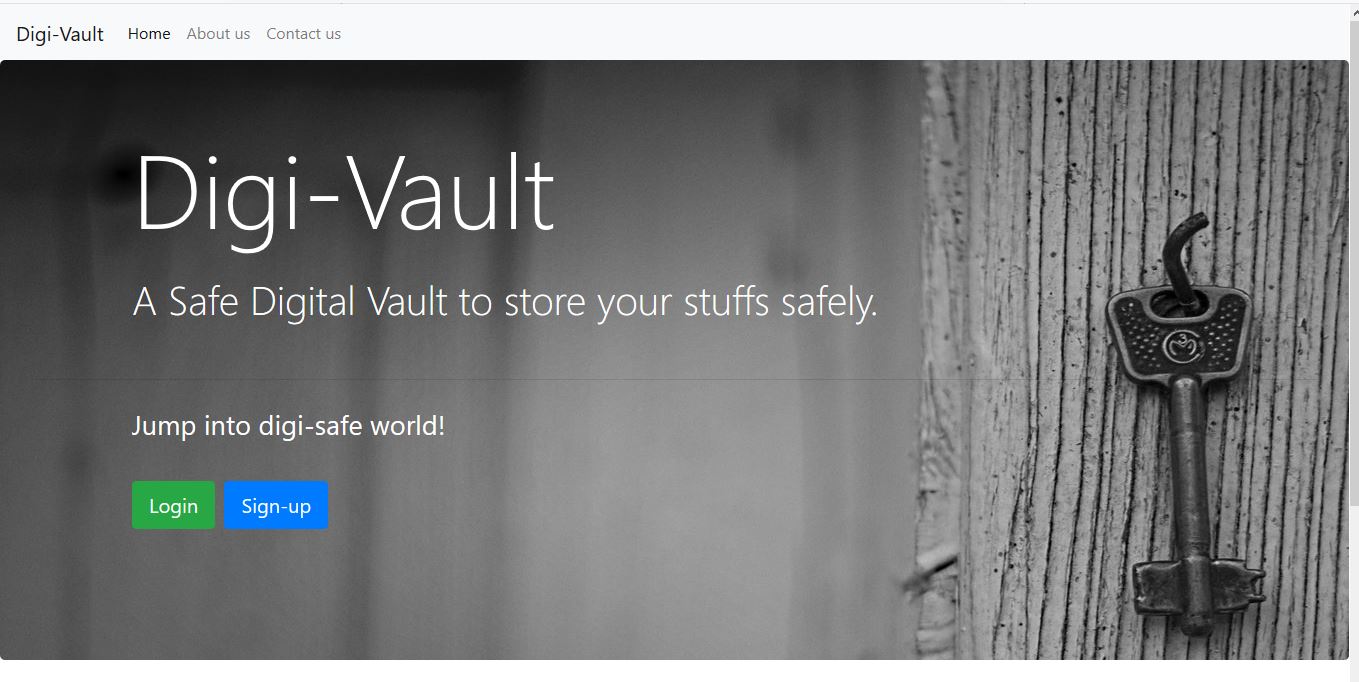 Digi-Vault Home About us Contact us
Digi-Vault
A Safe Digital Vault to store your stuffs safely.
Jump into digi-safe world!
Login Sign-up